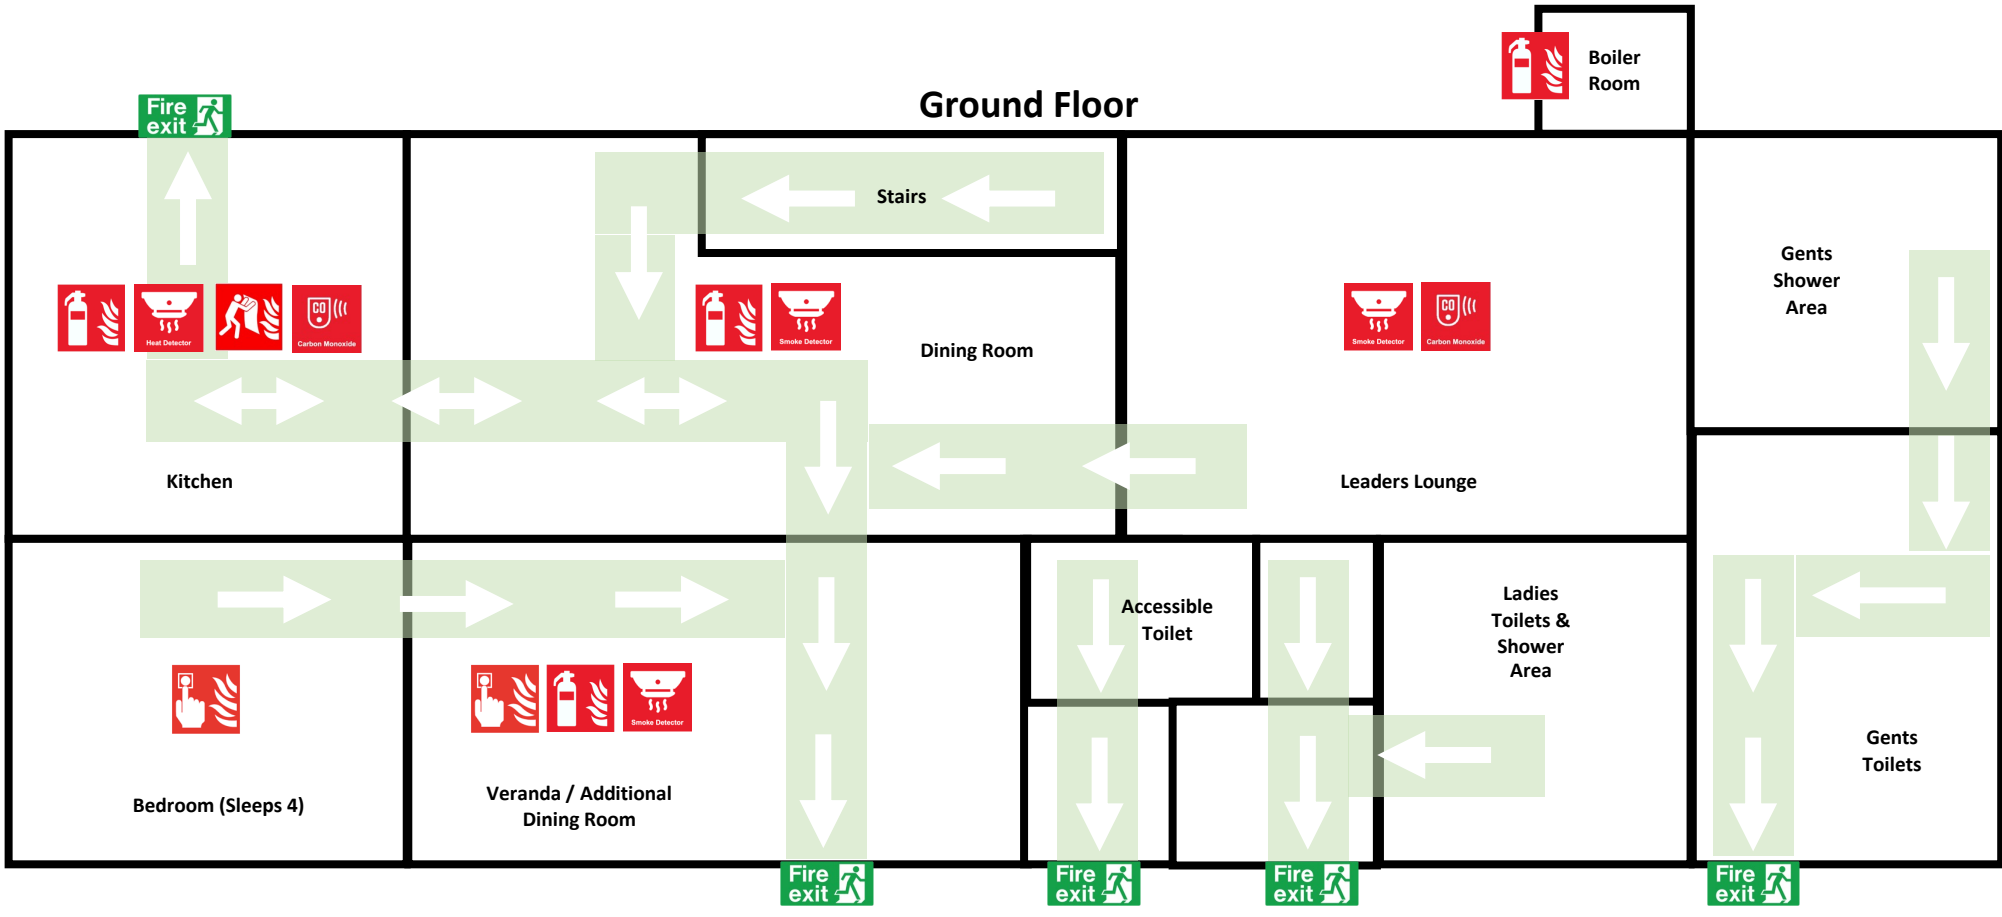 Boiler
Room
Ground Floor
Fire
exit
Stairs
Gents
Shower
Area
Heat Detector
CO
Carbon Monoxide
Smoke Detector
Smoke Detector
CO
Carbon Monoxide
Dining Room
Kitchen
Leaders Lounge
Accessible
Toilet
Ladies
Toilets &
Shower
Area
Smoke Detector
Gents
Toilets
Bedroom (Sleeps 4)
Veranda / Additional
Dining Room
Fire
exit
Fire
exit
Fire
exit
Fire
exit